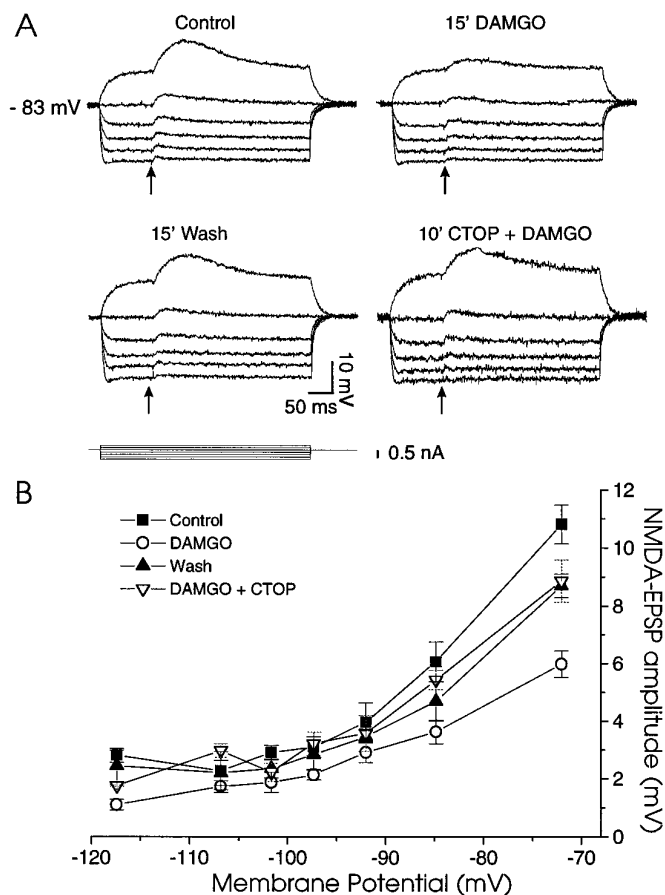 A
Control
15' DAMGO
- 83 mV
15' Wash
10' CTOP + DAMGO
10 mV
50 ms
0.5 nA
B
Control
DAMGO
Wash
DAMGO + CTOP
12
10
8
6
4
2
0
NMDA-EPSP amplitude (mV)
-120
-110
-100
-90
-80
-70
Membrane Potential (mV)